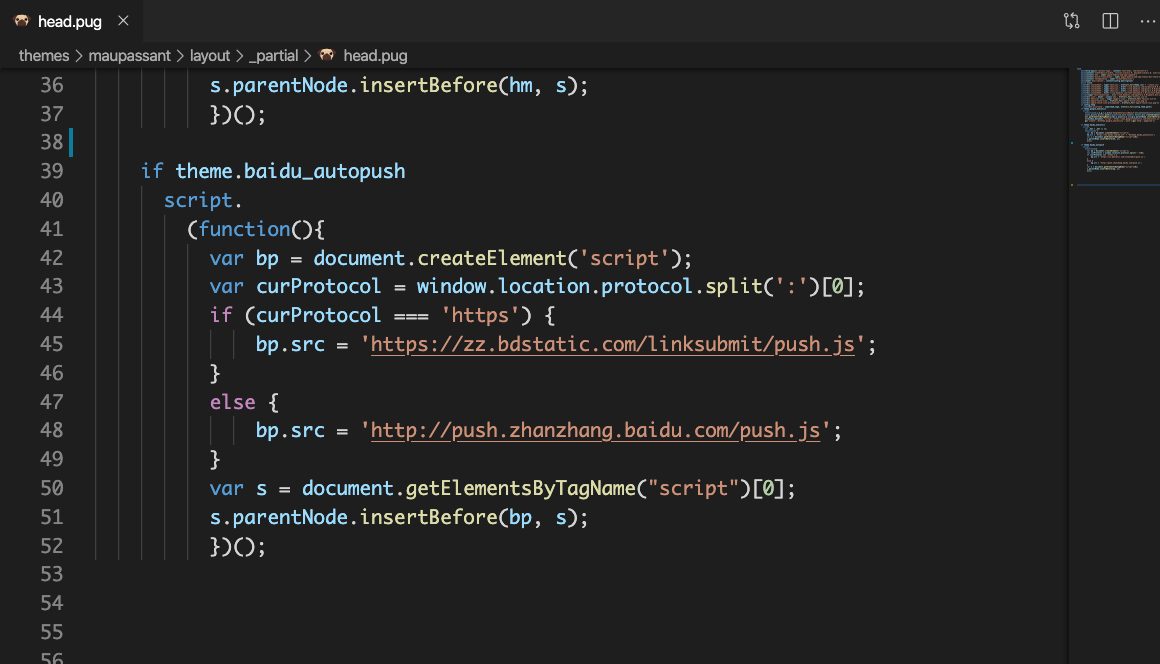 head.pug
themes > maupassant > layout > _partial > head.pug
36 s.parentNode.insertBefore(hm, s);
37 })();
38
39 if theme.baidu_autopush
40 script.
41 (function(){
42 var bp = document.createElement('script');
43 var curProtocol = window.location.protocol.split(':')[0];
44 if (curProtocol === 'https') {
45 bp.src = 'https://zz.bdstatic.com/linksubmit/push.js';
46 }
47 else {
48 bp.src = 'http://push.zhanzhang.baidu.com/push.js';
49 }
50 var s = document.getElementsByTagName("script")[0];
51 s.parentNode.insertBefore(bp, s);
52 })();
53
54
55
56